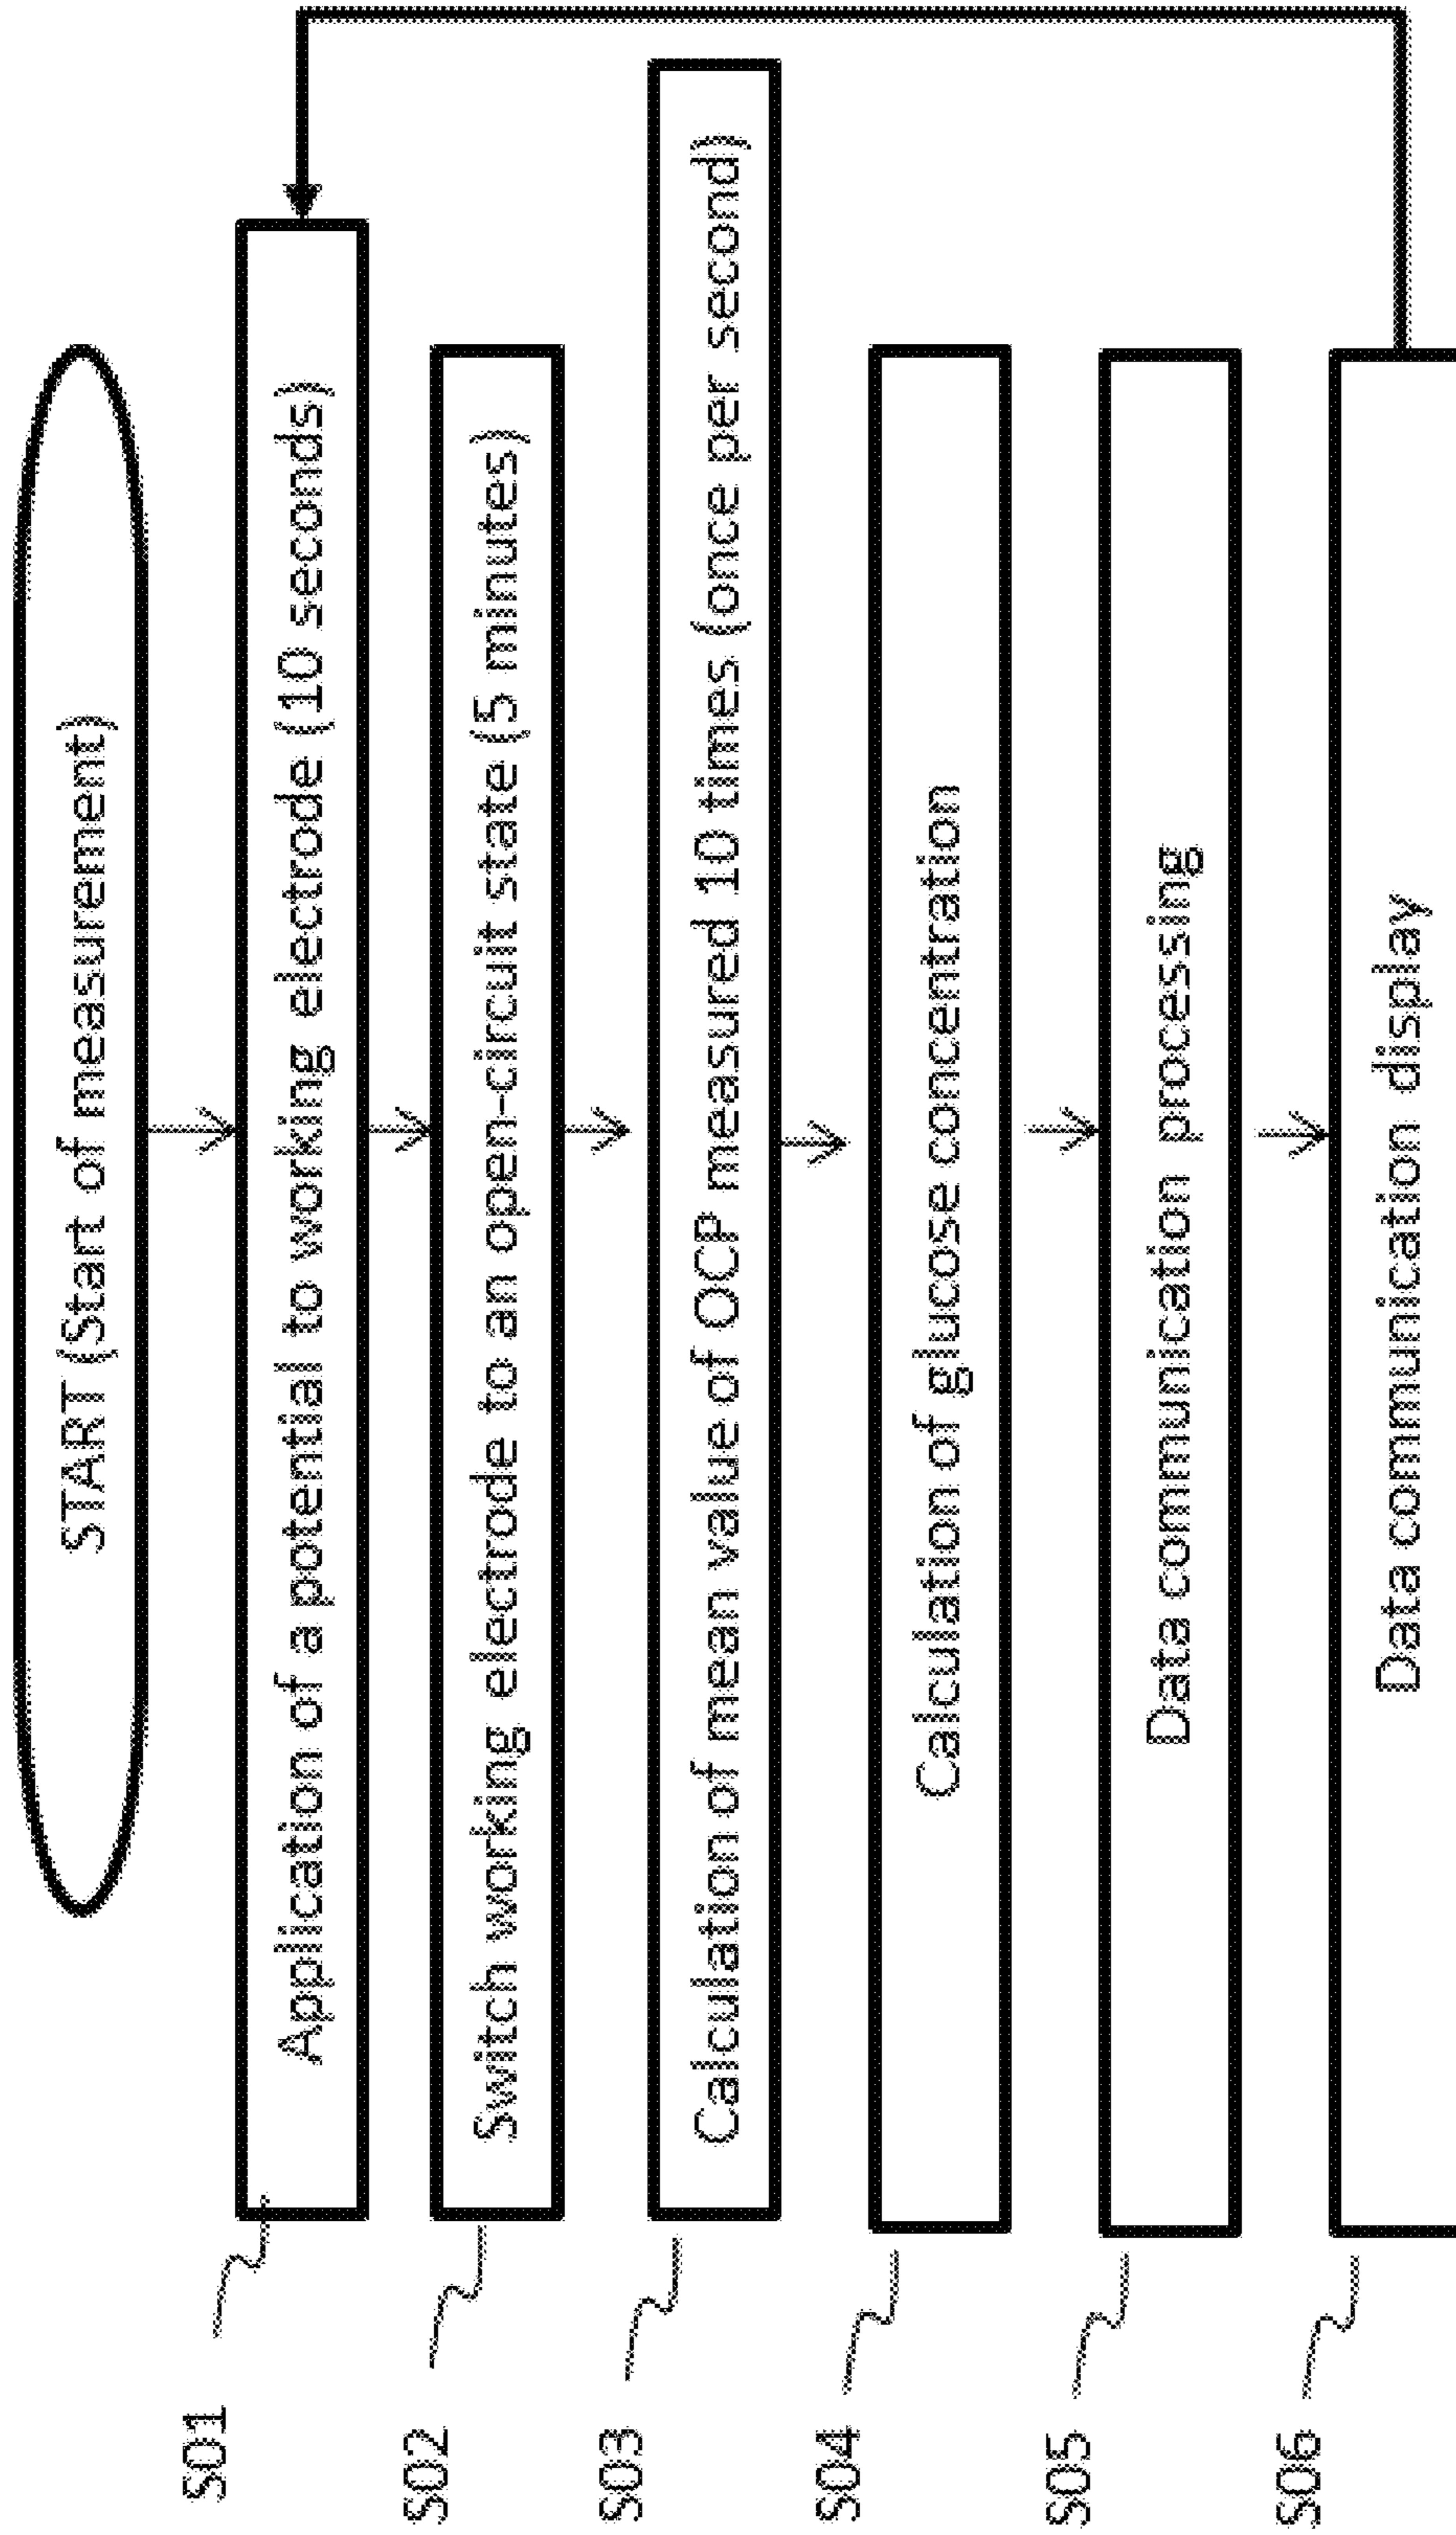 START (Start of measurement)
S01
Application of a potential to working electrode (10 seconds)
S02
Switch working electrode to an open-circuit state (5 minutes)
S03
Calculation of mean value of OCP measured 10 times (once per second)
S04
Calculation of glucose concentration
S05
Data communication processing
S06
Data communication display